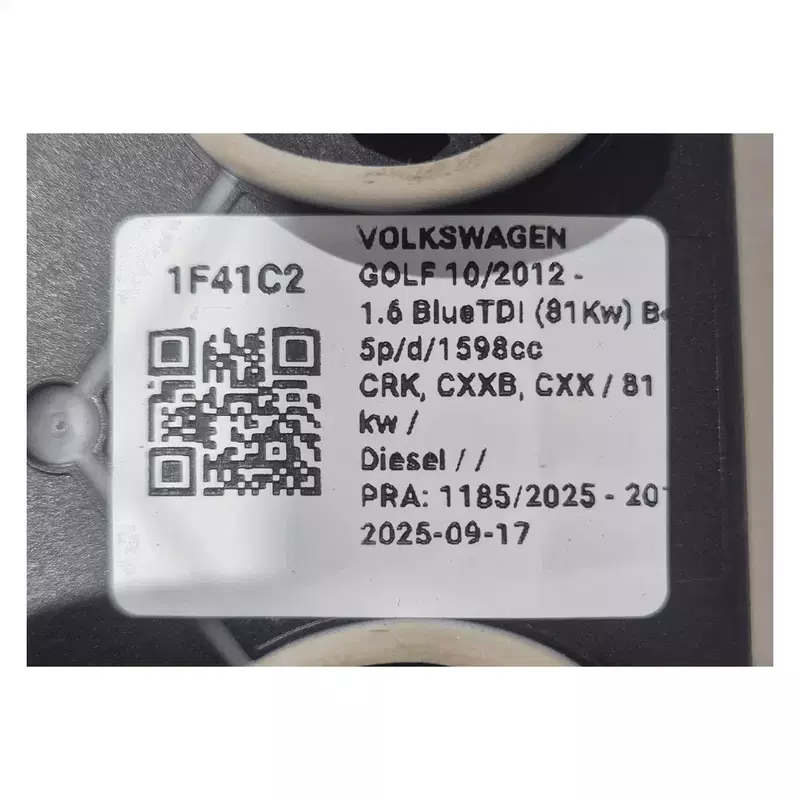 1F41C2
VOLKSWAGEN
GOLF 10/2012 -
1.6 BlueTDI (81Kw)
5p/d/1598cc
CRK, CXXB, CXX / 81
kw /
Diesel / /
PRA: 1185/2025 -
2025-09-17